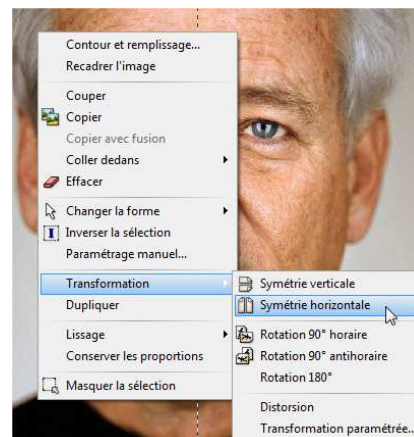 Contour et remplissage...
Recadrer l'image
Couper
Copier
Copier avec fusion
Coller dedans
Effacer
Changer la forme
Inverser la sélection
Paramétrage manuel...
Transformation
Dupliquer
Lissage
Conserver les proportions
Masquer la sélection
Symétrie verticale
Symétrie horizontale
Rotation 90° horaire
Rotation 90° antihoraire
Rotation 180°
Distorsion
Transformation paramétrée..